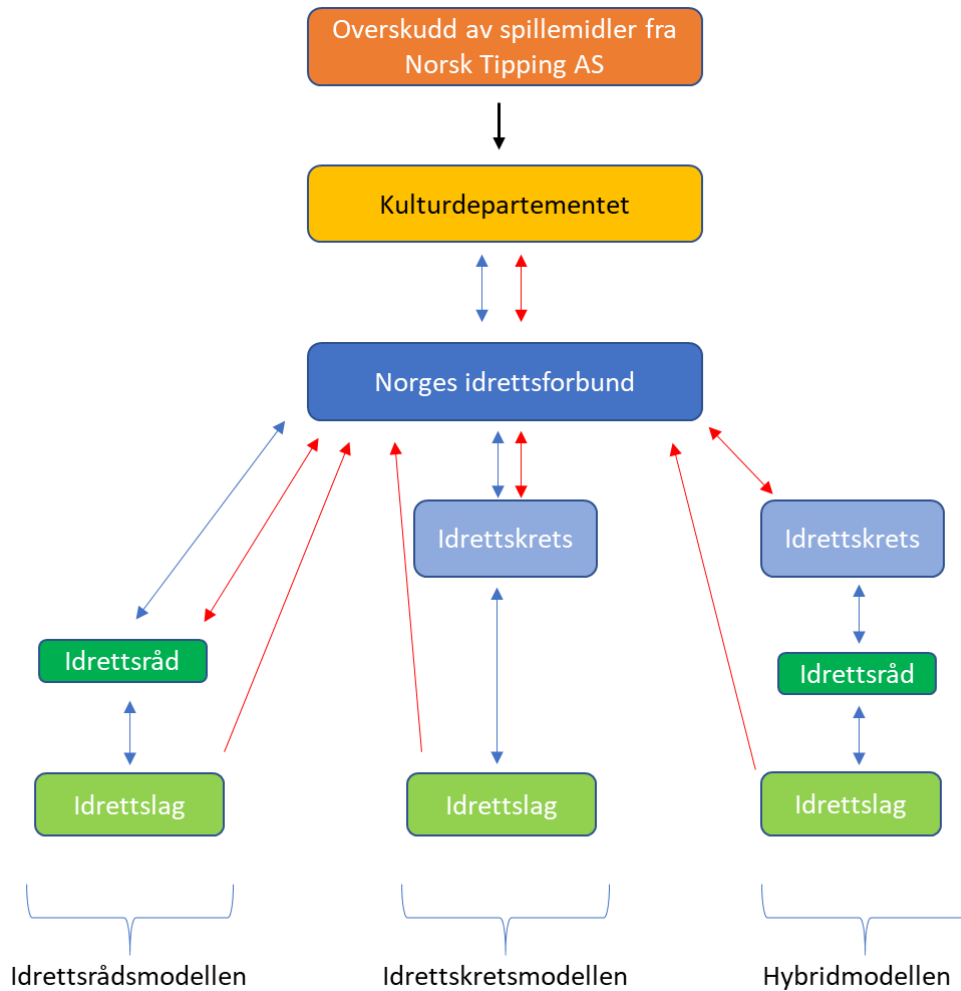 Overskudd av spillemidler fra
Norsk Tipping AS
Kulturdepartementet
Norges idrettsforbund
Idrettskrets
Idrettskrets
Idrettsråd
Idrettsråd
Idrettslag
Idrettslag
Idrettslag
Idrettsrådsmodellen
Idrettskretsmodellen
Hybridmodellen